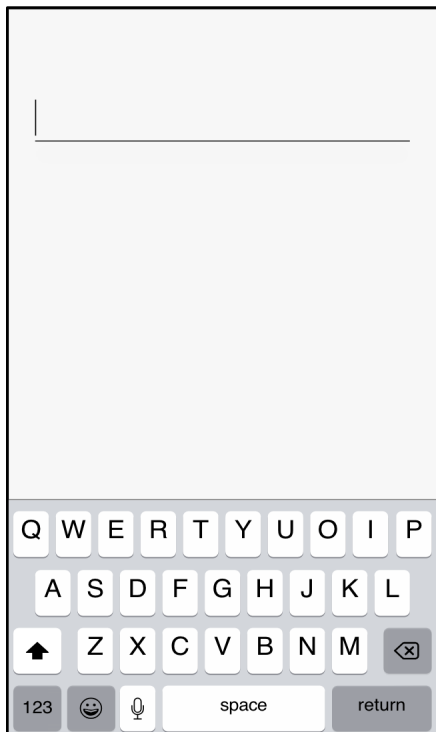 Q W E R T Y U O I P
A S D F G H J K L
Z X C V B N M
123 space return